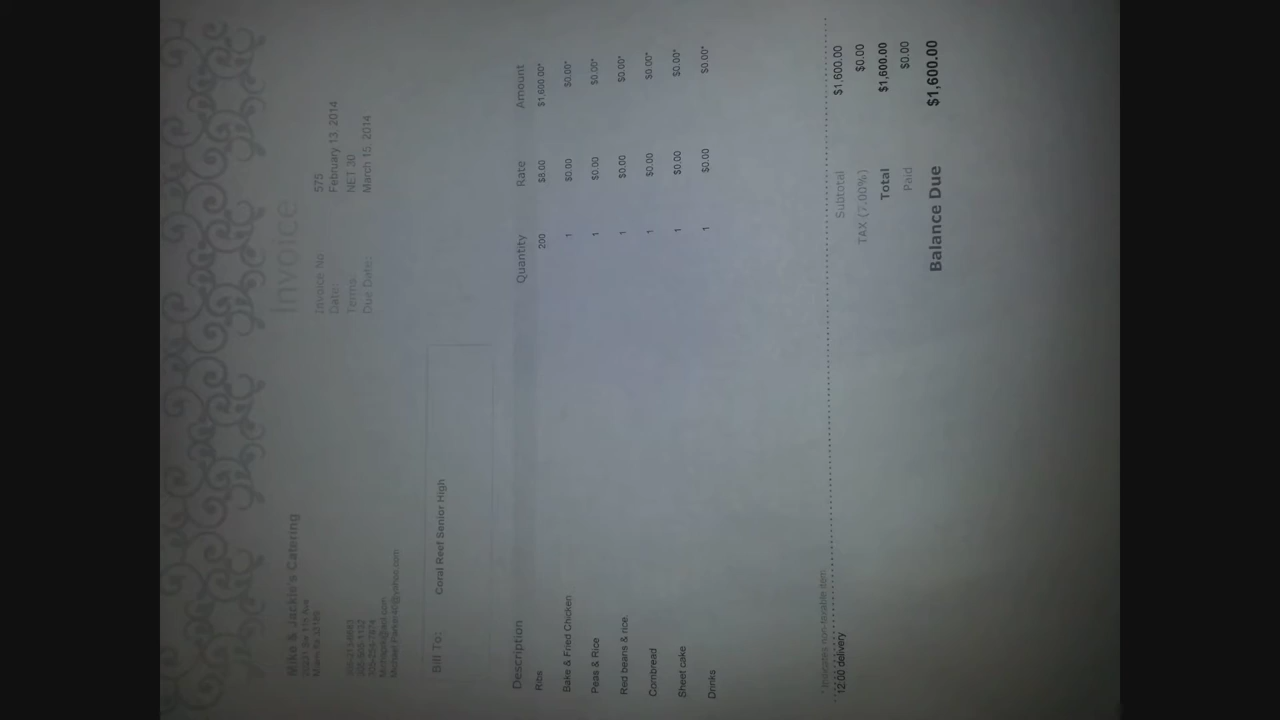 Invoice
Mike & Jackie's Catering
Invoice No 575
Date: February 13, 2014
Terms: NET 30
Due Date: March 15, 2014
Bill To: Coral Reef Senior High
Description Quantity Rate Amount
Ribs 200 $8.00 $1,600.00*
Bake & Fried Chicken 1 $0.00 $0.00*
Peas & Rice 1 $0.00 $0.00*
Red beans & rice. 1 $0.00 $0.00*
Cornbread 1 $0.00 $0.00*
Sheet cake 1 $0.00 $0.00*
Drinks 1 $0.00 $0.00*
* Indicates non-taxable item
12:00 delivery
Subtotal $1,600.00
TAX (7.00%) $0.00
Total $1,600.00
Paid $0.00
Balance Due $1,600.00